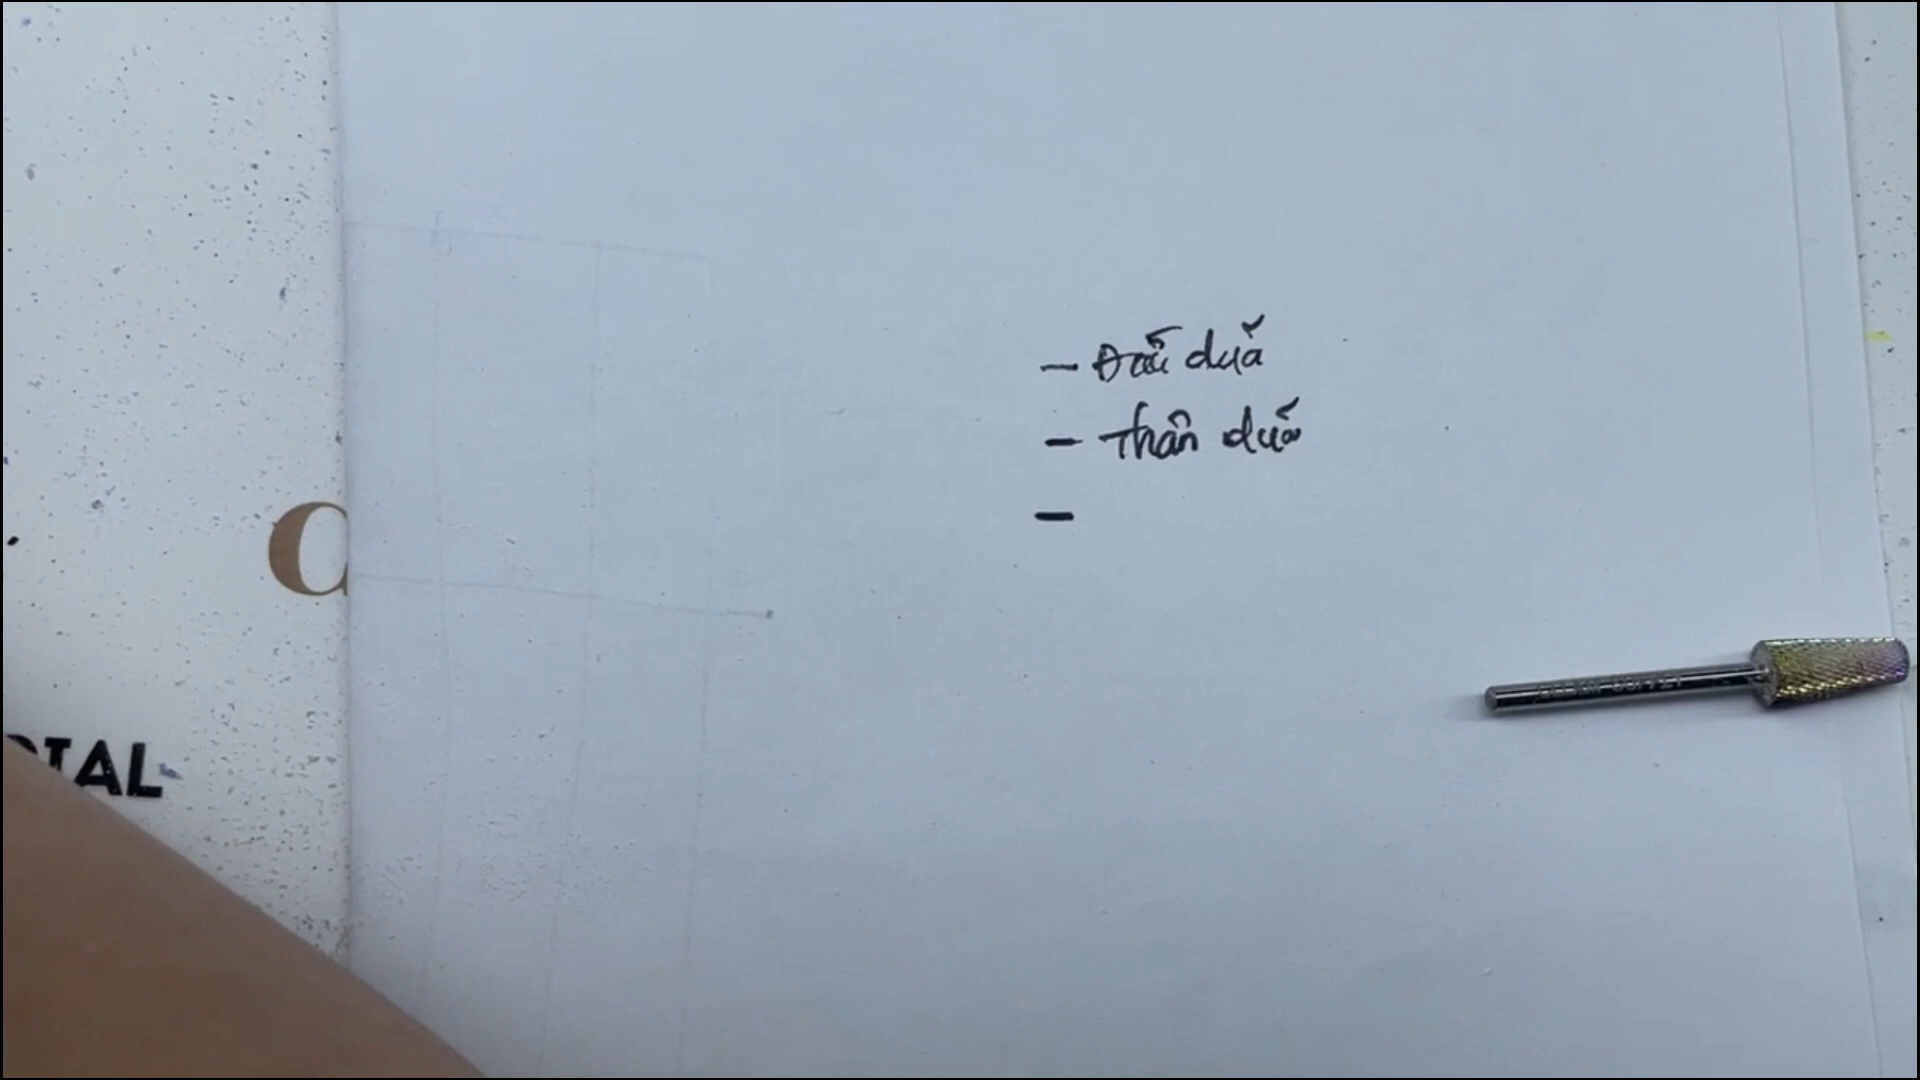 - Đầu dũa
- Thân dũa
-